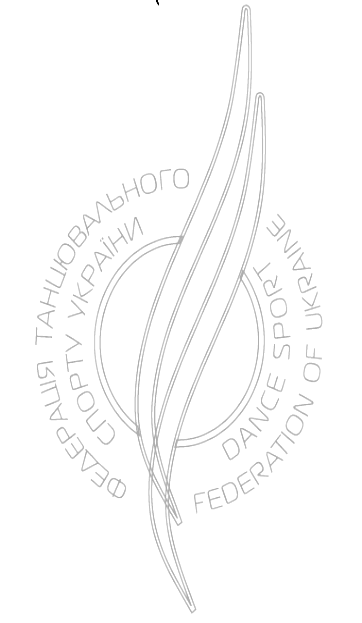 ФЕДЕРАЦІЯ ТАНЦЮВАЛЬНОГО
СПОРТУ УКРАЇНИ
DANCE SPORT
FEDERATION OF UKRAINE